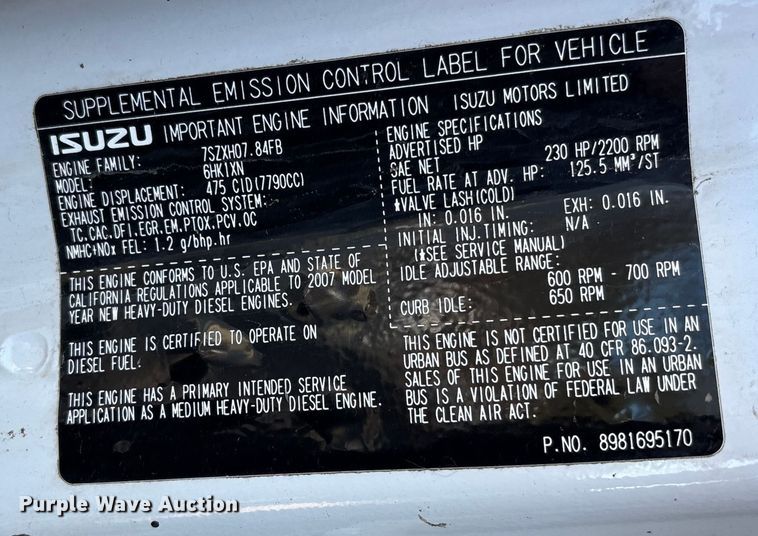 SUPPLEMENTAL EMISSION CONTROL LABEL FOR VEHICLE
ISUZU IMPORTANT ENGINE INFORMATION ISUZU MOTORS LIMITED
ENGINE FAMILY: 7SZXH07.84FB
MODEL: 6HK1XN
ENGINE DISPLACEMENT: 475 CID(7790CC)
EXHAUST EMISSION CONTROL SYSTEM:
TC.CAC.DFI.EGR.EM.PTOX.PCV.OC
NMHC+NOx FEL: 1.2 g/bhp.hr
THIS ENGINE CONFORMS TO U.S. EPA AND STATE OF
CALIFORNIA REGULATIONS APPLICABLE TO 2007 MODEL
YEAR NEW HEAVY-DUTY DIESEL ENGINES.
THIS ENGINE IS CERTIFIED TO OPERATE ON
DIESEL FUEL.
THIS ENGINE HAS A PRIMARY INTENDED SERVICE
APPLICATION AS A MEDIUM HEAVY-DUTY DIESEL ENGINE.
ENGINE SPECIFICATIONS
ADVERTISED HP
SAE NET 230 HP/2200 RPM
FUEL RATE AT ADV. HP: 125.5 MM³/ST
*VALVE LASH(COLD)
IN: 0.016 IN. EXH: 0.016 IN.
INITIAL INJ.TIMING: N/A
(*SEE SERVICE MANUAL)
IDLE ADJUSTABLE RANGE:
600 RPM - 700 RPM
CURB IDLE: 650 RPM
THIS ENGINE IS NOT CERTIFIED FOR USE IN AN
URBAN BUS AS DEFINED AT 40 CFR 86.093-2.
SALES OF THIS ENGINE FOR USE IN AN URBAN
BUS IS A VIOLATION OF FEDERAL LAW UNDER
THE CLEAN AIR ACT.
P.NO. 8981695170
Purple Wave Auction